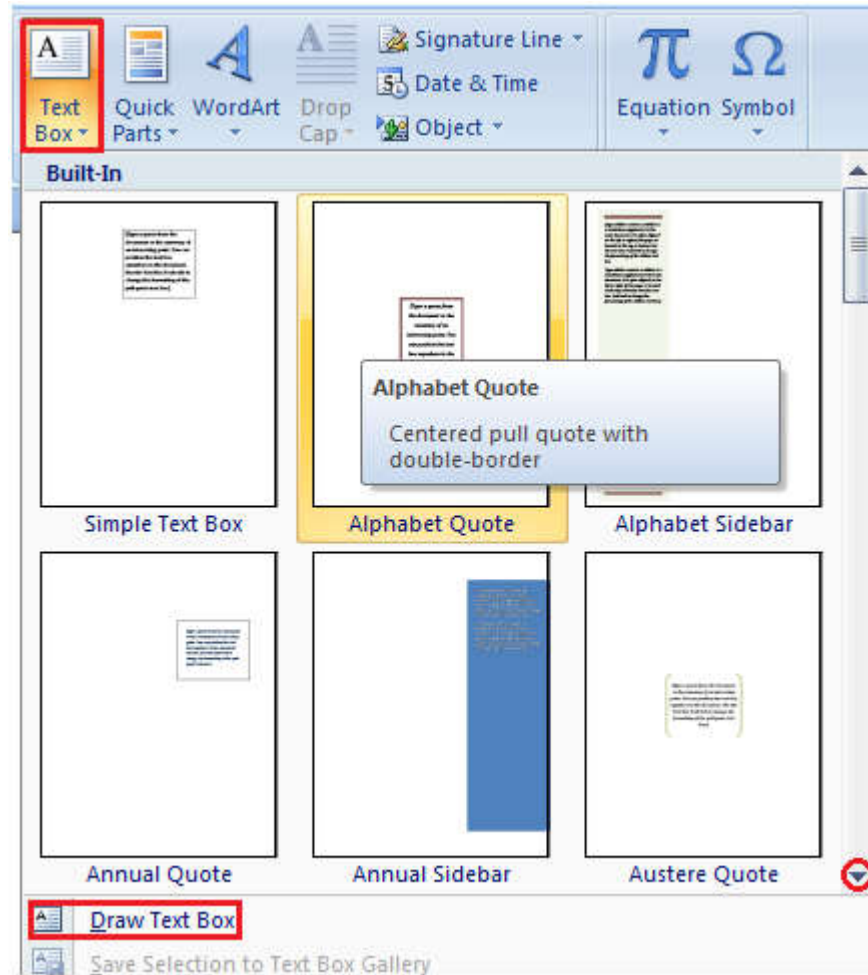 Text Box
Quick Parts
WordArt
Drop Cap
Signature Line
Date & Time
Object
Equation
Symbol
Built-In
Alphabet Quote
Centered pull quote with
double-border
Simple Text Box
Alphabet Quote
Alphabet Sidebar
Annual Quote
Annual Sidebar
Austere Quote
Draw Text Box
Save Selection to Text Box Gallery